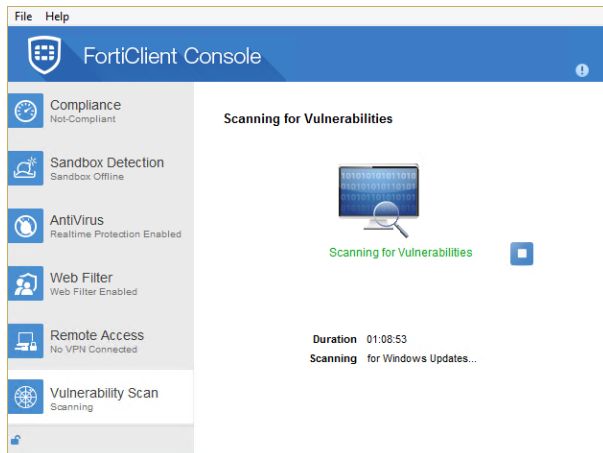 File Help
FortiClient Console
Compliance
Not-Compliant
Sandbox Detection
Sandbox Offline
AntiVirus
Realtime Protection Enabled
Web Filter
Web Filter Enabled
Remote Access
No VPN Connected
Vulnerability Scan
Scanning
Scanning for Vulnerabilities
Scanning for Vulnerabilities
Duration 01:08:53
Scanning for Windows Updates...